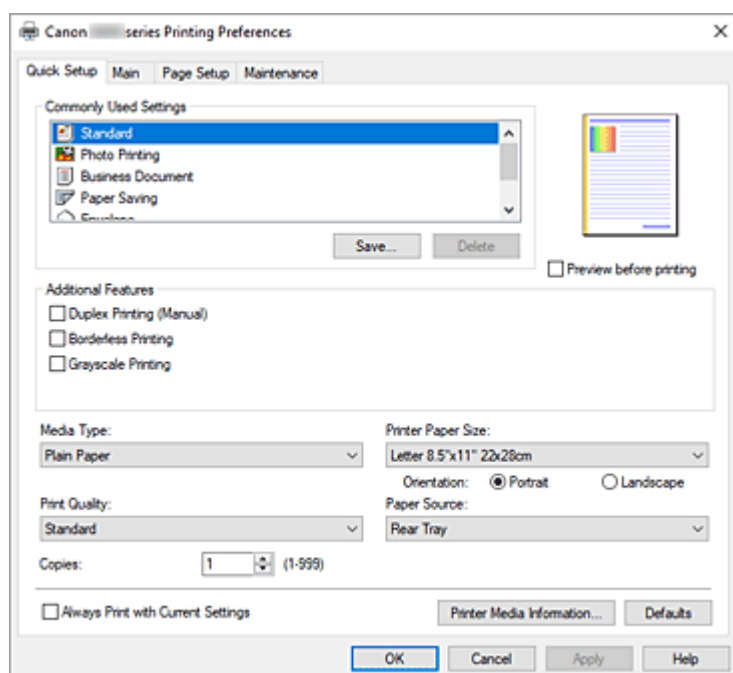 Canon series Printing Preferences
Quick Setup Main Page Setup Maintenance
Commonly Used Settings
Standard
Photo Printing
Business Document
Paper Saving
Envelope
Save... Delete
Preview before printing
Additional Features
Duplex Printing (Manual)
Borderless Printing
Grayscale Printing
Media Type: Printer Paper Size:
Plain Paper Letter 8.5"x11" 22x28cm
Orientation: Portrait Landscape
Print Quality: Paper Source:
Standard Rear Tray
Copies: 1 (1-999)
Always Print with Current Settings Printer Media Information... Defaults
OK Cancel Apply Help